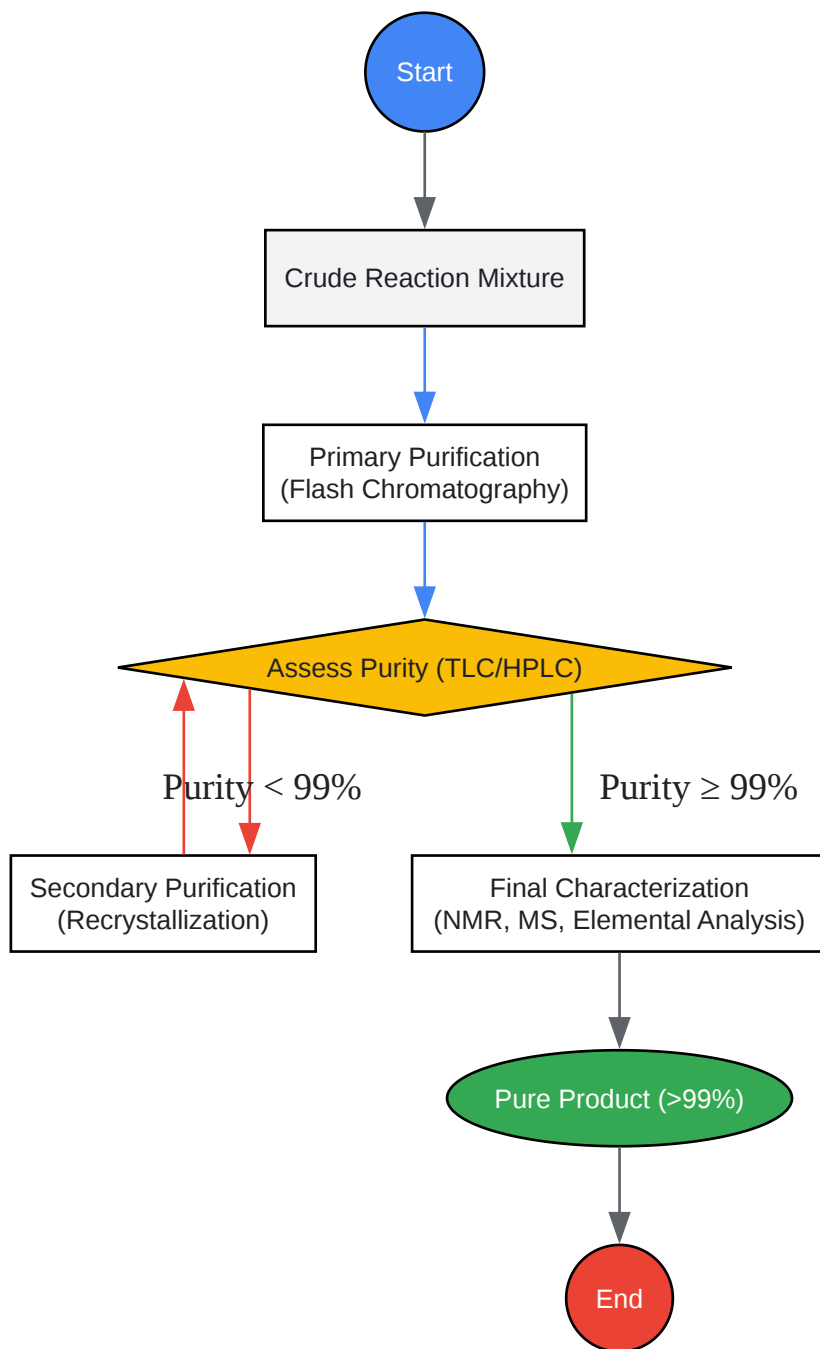 Start
Crude Reaction Mixture
Primary Purification
(Flash Chromatography)
Assess Purity (TLC/HPLC)
Purity < 99%
Purity ≥ 99%
Secondary Purification
(Recrystallization)
Final Characterization
(NMR, MS, Elemental Analysis)
Pure Product (>99%)
End